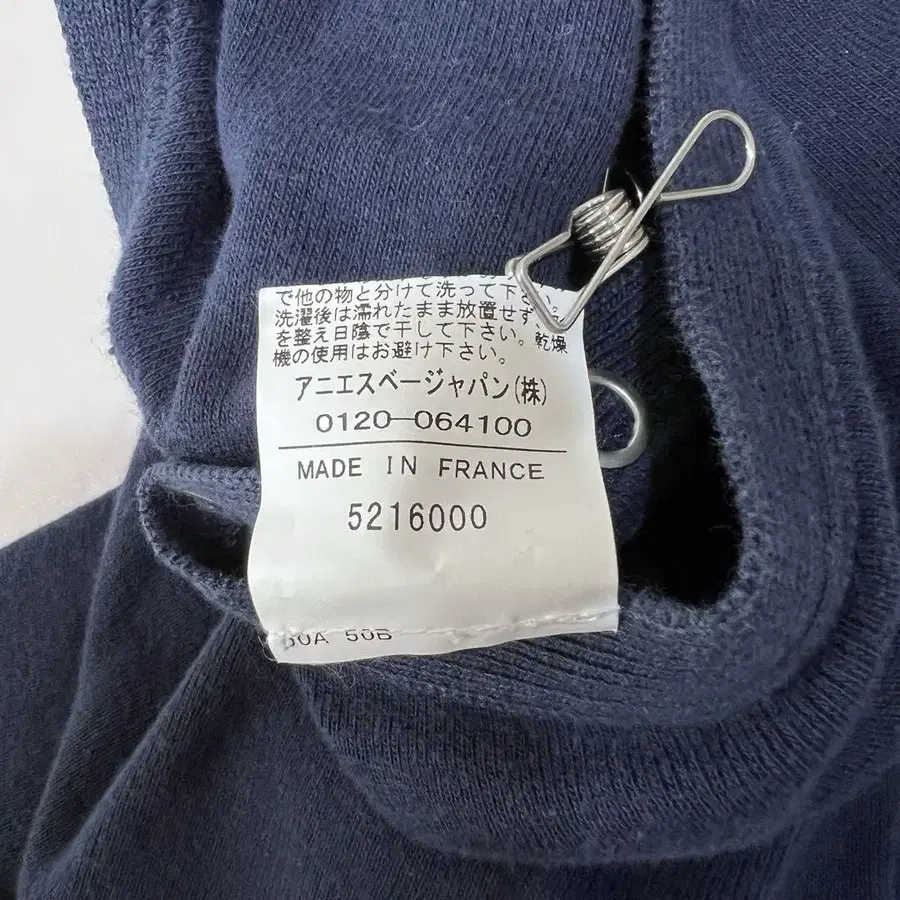 で他の物と分けて洗って下さい。
洗濯後は濡れたまま放置せず
を整え日陰で干して下さい。乾燥
機の使用はお避け下さい。
アニエスベージャパン(株)
0120-064100
MADE IN FRANCE
5216000
50B